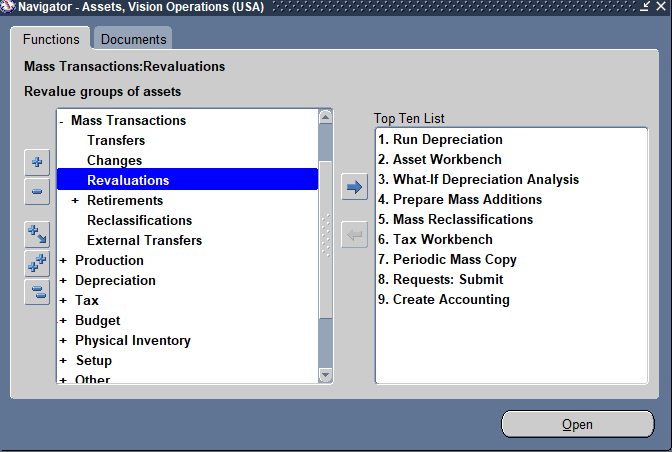 Navigator - Assets, Vision Operations (USA)
Functions
Documents
Mass Transactions:Revaluations
Revalue groups of assets
- Mass Transactions
Transfers
Changes
Revaluations
+ Retirements
Reclassifications
External Transfers
+ Production
+ Depreciation
+ Tax
+ Budget
+ Physical Inventory
+ Setup
+ Other
Top Ten List
1. Run Depreciation
2. Asset Workbench
3. What-If Depreciation Analysis
4. Prepare Mass Additions
5. Mass Reclassifications
6. Tax Workbench
7. Periodic Mass Copy
8. Requests: Submit
9. Create Accounting
Open